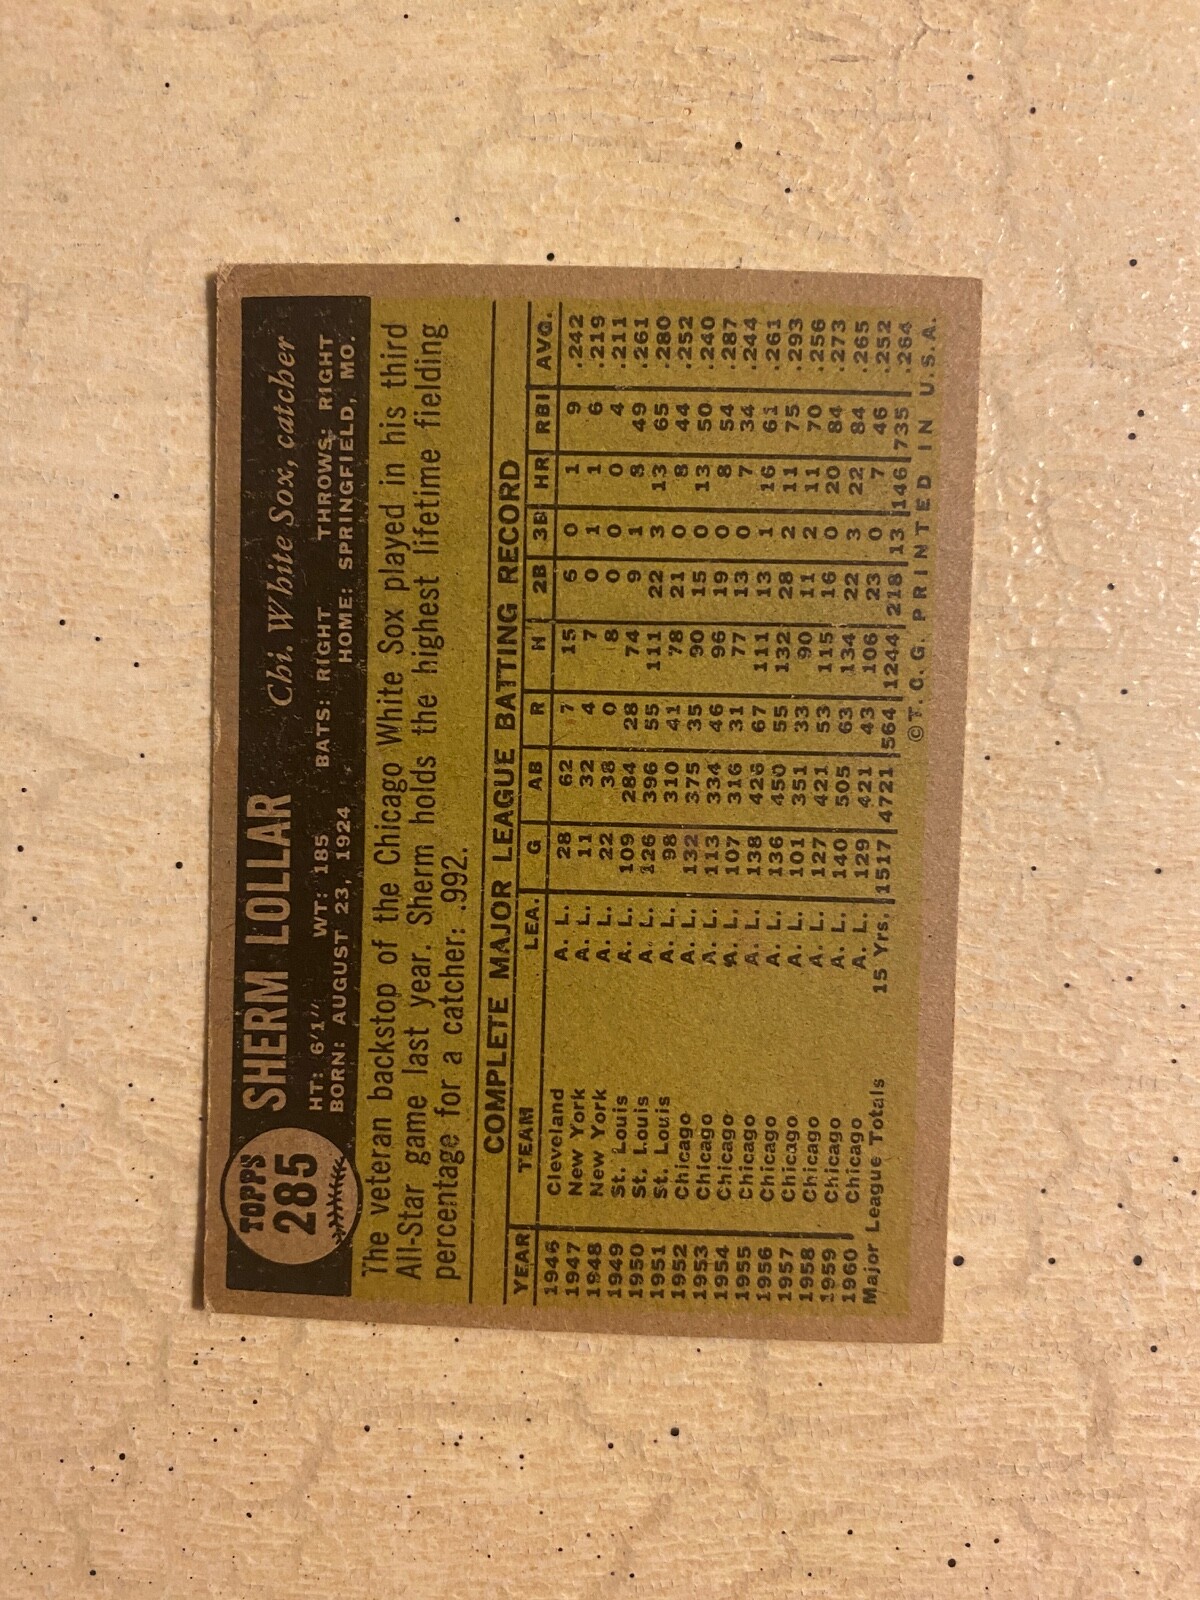 TOPPS
285
SHERM LOLLAR
Chi. White Sox, catcher
HT: 6'1" WT: 185 BATS: RIGHT THROWS: RIGHT
BORN: AUGUST 23, 1924 HOME: SPRINGFIELD, MO.
The veteran backstop of the Chicago White Sox played in his third
All-Star game last year. Sherm holds the highest lifetime fielding
percentage for a catcher: .992.
COMPLETE MAJOR LEAGUE BATTING RECORD
YEAR TEAM LEA. G AB R H 2B 3B HR RBI AVG.
1946 Cleveland A. L. 28 62 7 15 6 0 1 9 .242
1947 New York A. L. 11 32 4 7 0 1 1 6 .219
1948 New York A. L. 22 38 0 8 0 0 0 4 .211
1949 St. Louis A. L. 109 284 28 74 9 1 8 49 .261
1950 St. Louis A. L. 126 396 55 111 22 3 13 65 .280
1951 St. Louis A. L. 98 310 41 78 21 0 8 44 .252
1952 Chicago A. L. 132 375 35 90 15 0 13 50 .240
1953 Chicago A. L. 113 334 46 96 19 0 8 54 .287
1954 Chicago A. L. 107 316 31 77 13 0 7 34 .244
1955 Chicago A. L. 138 426 67 111 13 1 16 61 .261
1956 Chicago A. L. 136 450 55 132 28 2 11 75 .293
1957 Chicago A. L. 101 351 33 90 11 2 11 70 .256
1958 Chicago A. L. 127 421 53 115 16 0 20 84 .273
1959 Chicago A. L. 140 505 63 134 22 3 22 84 .265
1960 Chicago A. L. 129 421 43 106 23 0 7 46 .252
Major League Totals 15 Yrs. 1517 4721 564 1244 218 13 146 735 .264
©T.C.G. PRINTED IN U.S.A.